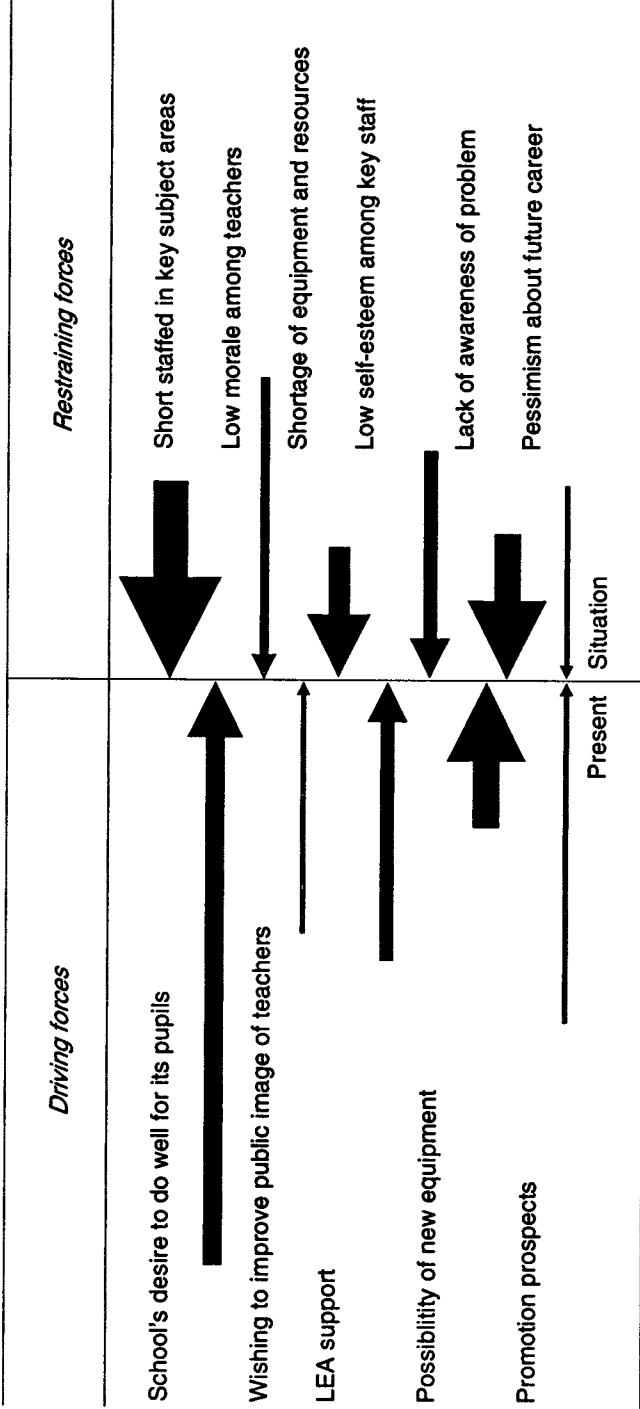 Driving forces
Restraining forces
School's desire to do well for its pupils
Wishing to improve public image of teachers
LEA support
Possiblitity of new equipment
Promotion prospects
Short staffed in key subject areas
Low morale among teachers
Shortage of equipment and resources
Low self-esteem among key staff
Lack of awareness of problem
Pessimism about future career
Present Situation